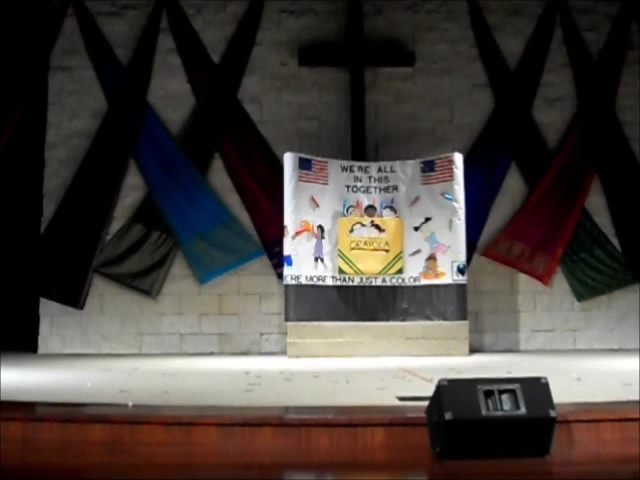 WE'RE ALL
IN THIS
TOGETHER
CRAYOLA
ERE MORE THAN JUST A COLOR